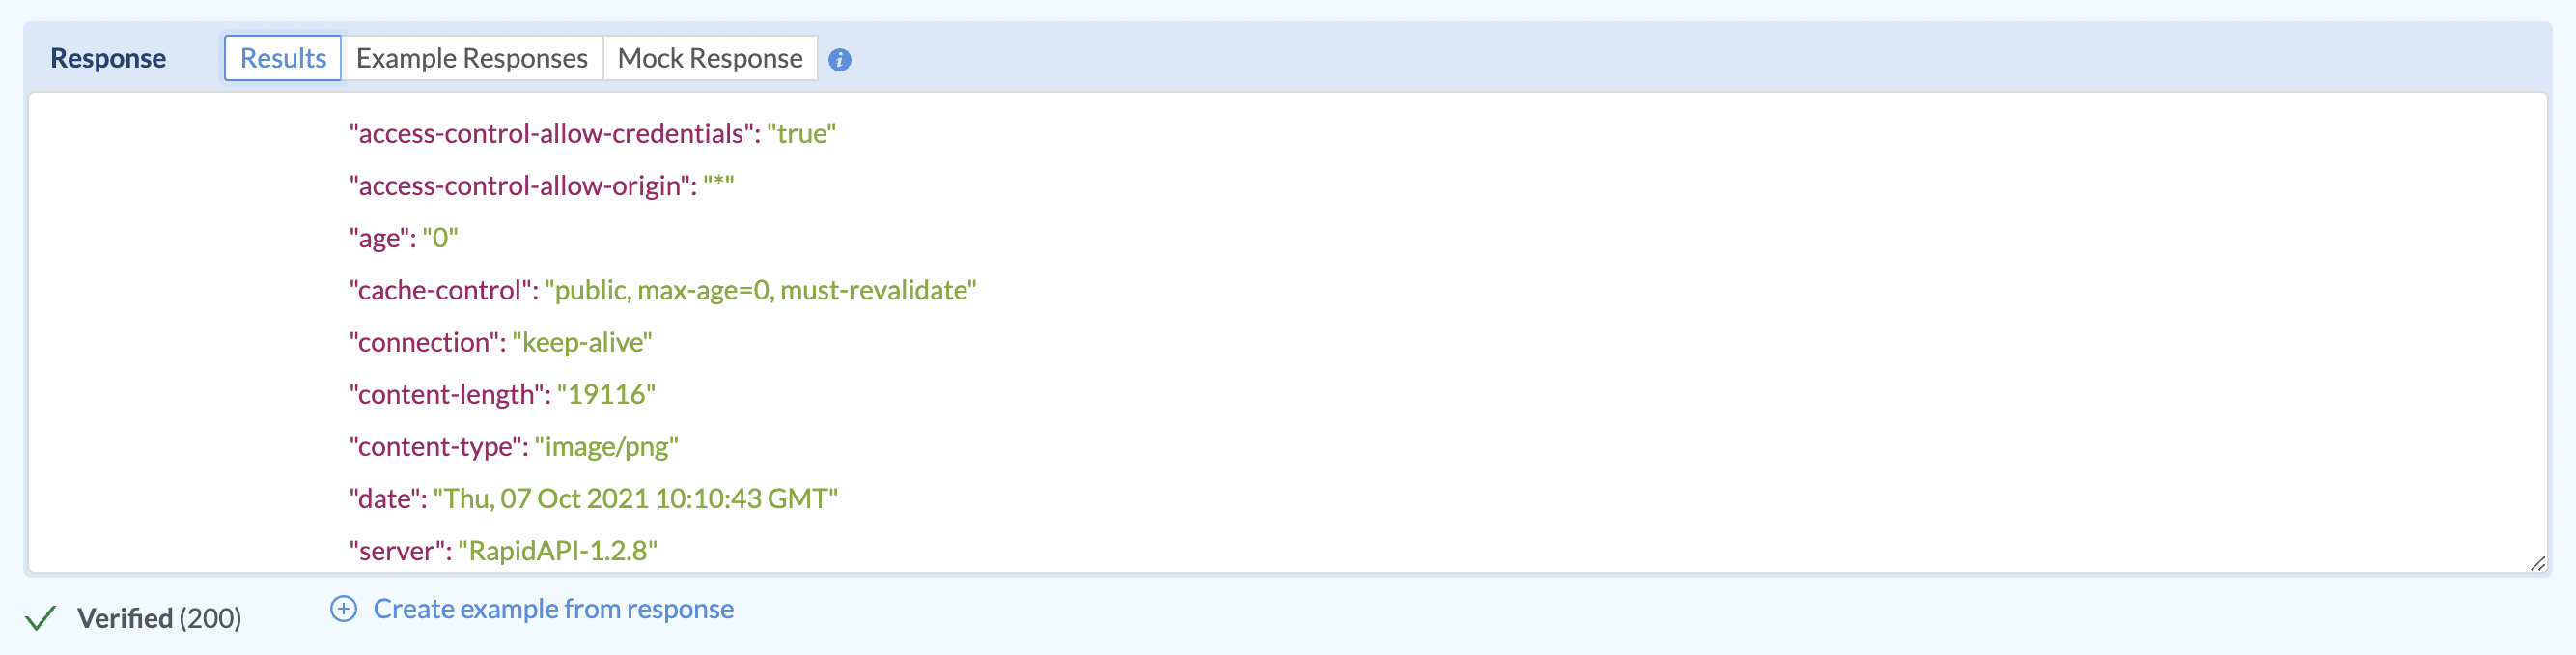 Response Results Example Responses Mock Response i
"access-control-allow-credentials": "true"
"access-control-allow-origin": "*"
"age": "0"
"cache-control": "public, max-age=0, must-revalidate"
"connection": "keep-alive"
"content-length": "19116"
"content-type": "image/png"
"date": "Thu, 07 Oct 2021 10:10:43 GMT"
"server": "RapidAPI-1.2.8"
Verified (200) Create example from response